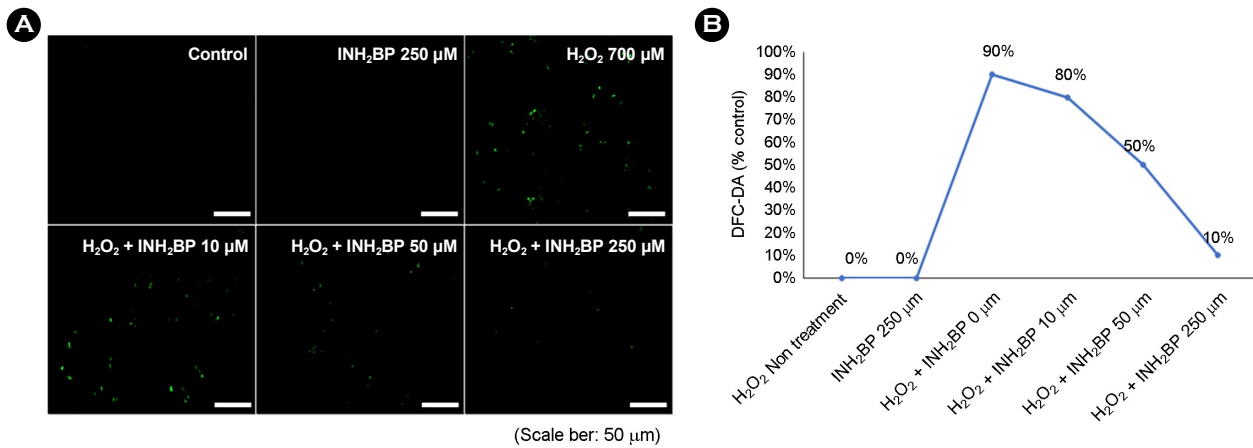 A
Control
INH₂BP 250 μM
H₂O₂ 700 μM
H₂O₂ + INH₂BP 10 μM
H₂O₂ + INH₂BP 50 μM
H₂O₂ + INH₂BP 250 μM
(Scale ber: 50 μm)
B
DFC-DA (% control)
100%
90%
80%
70%
60%
50%
40%
30%
20%
10%
0%
0%
0%
90%
80%
50%
10%
H₂O₂ Non treatment
INH₂BP 250 μm
H₂O₂ + INH₂BP 0 μm
H₂O₂ + INH₂BP 10 μm
H₂O₂ + INH₂BP 50 μm
H₂O₂ + INH₂BP 250 μm